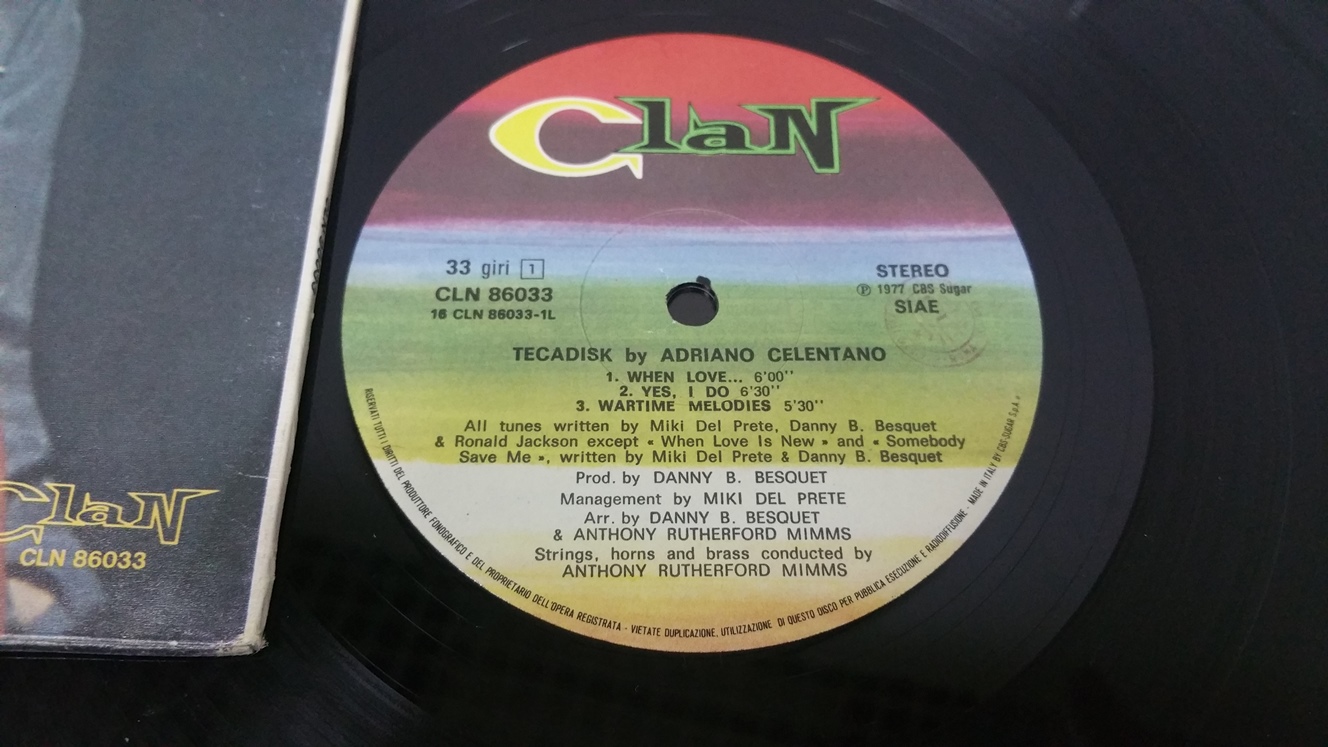 ClaN
CLN 86033
ClaN
33 giri 1
CLN 86033
16 CLN 86033-1L
STEREO
Ⓟ 1977 CBS Sugar
SIAE
TECADISK by ADRIANO CELENTANO
1. WHEN LOVE... 6'00''
2. YES, I DO 6'30''
3. WARTIME MELODIES 5'30''
All tunes written by Miki Del Prete, Danny B. Besquet
& Ronald Jackson except « When Love Is New » and « Somebody
Save Me », written by Miki Del Prete & Danny B. Besquet
Prod. by DANNY B. BESQUET
Management by MIKI DEL PRETE
Arr. by DANNY B. BESQUET
& ANTHONY RUTHERFORD MIMMS
Strings, horns and brass conducted by
ANTHONY RUTHERFORD MIMMS
RISERVATI TUTTI I DIRITTI DEL PRODUTTORE FONOGRAFICO E DEL PROPRIETARIO DELL'OPERA REGISTRATA - VIETATE DUPLICAZIONE, UTILIZZAZIONE DI QUESTO DISCO PER PUBBLICA ESECUZIONE E RADIODIFFUSIONE - MADE IN ITALY BY CBS-SUGAR S.p.A.